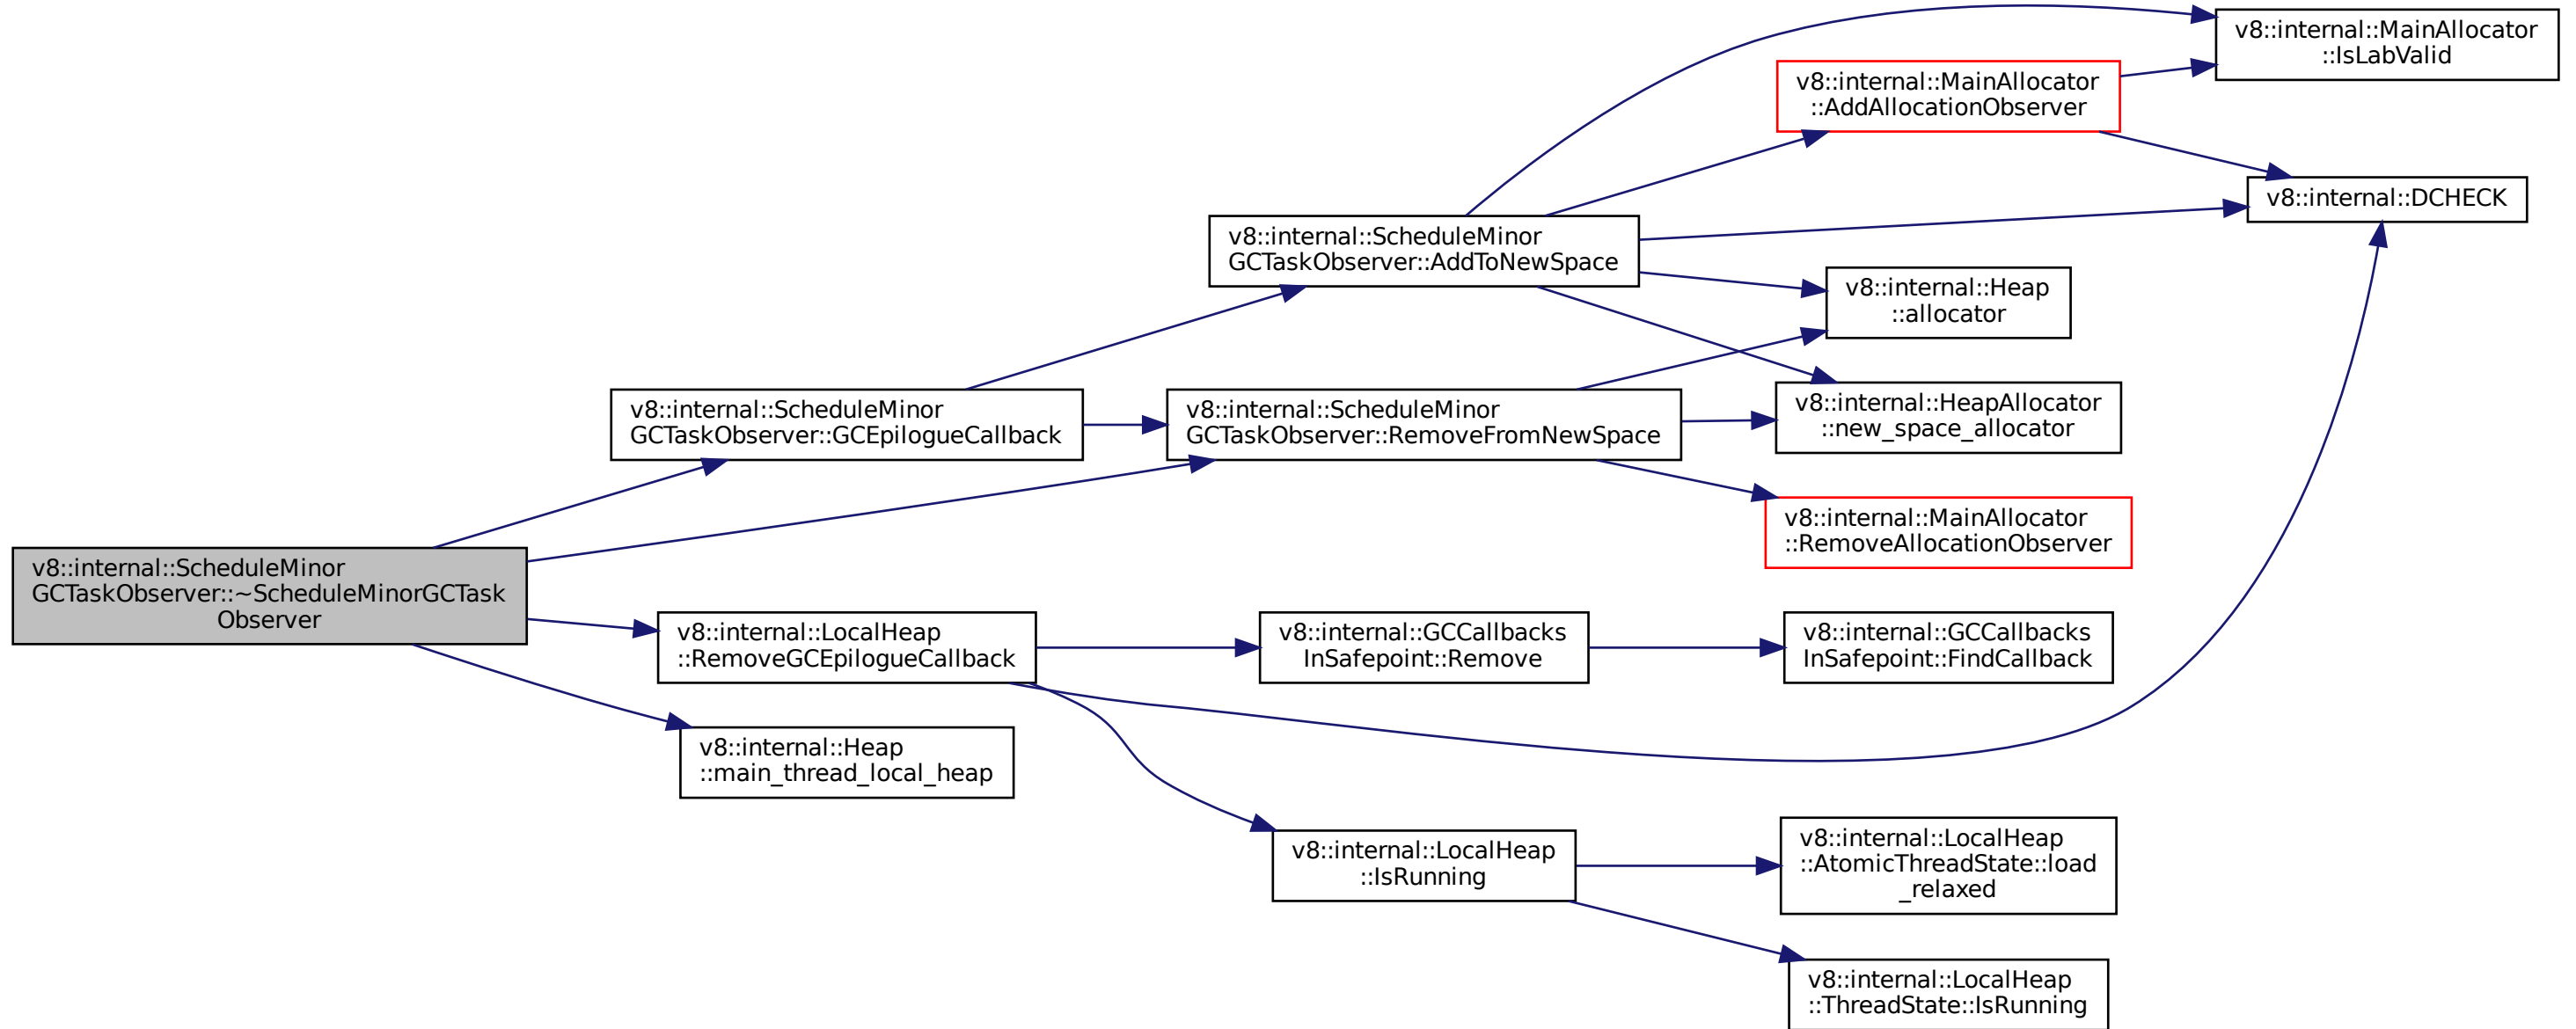 v8::internal::ScheduleMinor
GCTaskObserver::~ScheduleMinorGCTask
Observer
v8::internal::ScheduleMinor
GCTaskObserver::GCEpilogueCallback
v8::internal::LocalHeap
::RemoveGCEpilogueCallback
v8::internal::Heap
::main_thread_local_heap
v8::internal::ScheduleMinor
GCTaskObserver::AddToNewSpace
v8::internal::ScheduleMinor
GCTaskObserver::RemoveFromNewSpace
v8::internal::GCCallbacks
InSafepoint::Remove
v8::internal::LocalHeap
::IsRunning
v8::internal::MainAllocator
::AddAllocationObserver
v8::internal::Heap
::allocator
v8::internal::HeapAllocator
::new_space_allocator
v8::internal::MainAllocator
::RemoveAllocationObserver
v8::internal::GCCallbacks
InSafepoint::FindCallback
v8::internal::LocalHeap
::AtomicThreadState::load
_relaxed
v8::internal::LocalHeap
::ThreadState::IsRunning
v8::internal::MainAllocator
::IsLabValid
v8::internal::DCHECK